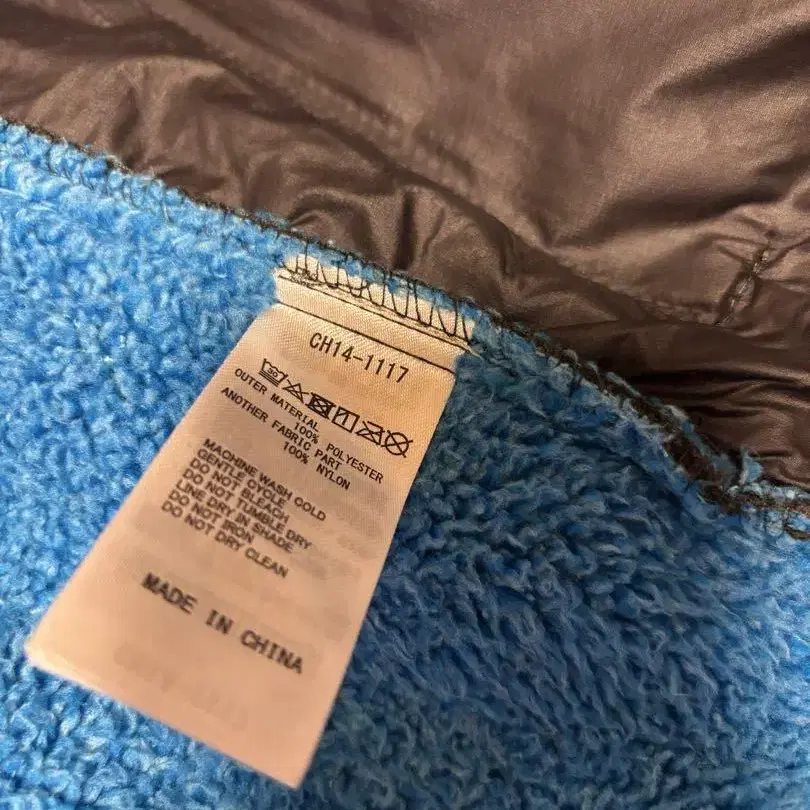 CH14-1117
30
OUTER MATERIAL
100% POLYESTER
ANOTHER FABRIC PART
100% NYLON
MACHINE WASH COLD
GENTLE CYCLE
DO NOT BLEACH
DO NOT TUMBLE DRY
LINE DRY IN SHADE
DO NOT IRON
DO NOT DRY CLEAN
MADE IN CHINA